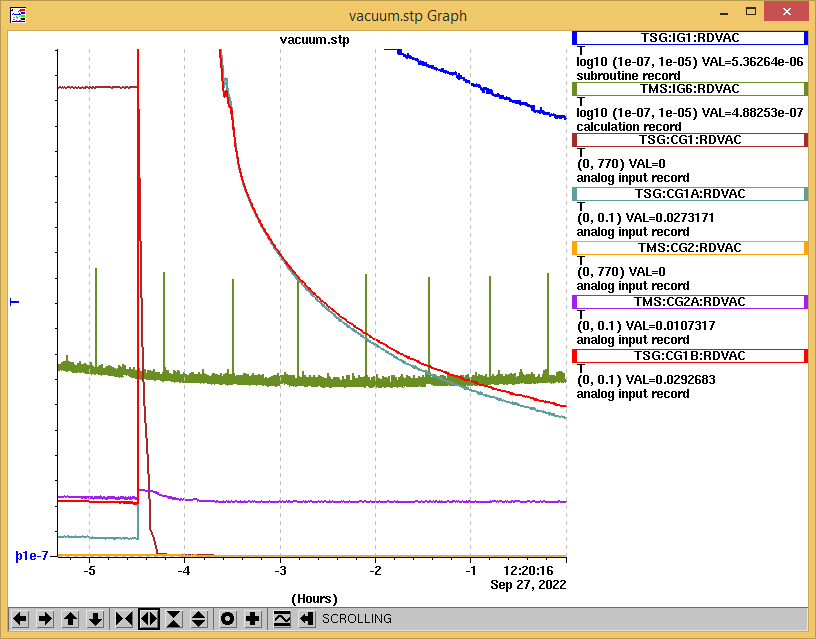 vacuum.stp Graph
vacuum.stp
T
1e-7
-5
-4
-3
-2
-1
12:20:16
Sep 27, 2022
(Hours)
TSG:IG1:RDVAC
T
log10 (1e-07, 1e-05) VAL=5.36264e-06
subroutine record
TMS:IG6:RDVAC
T
log10 (1e-07, 1e-05) VAL=4.88253e-07
calculation record
TSG:CG1:RDVAC
T
(0, 770) VAL=0
analog input record
TSG:CG1A:RDVAC
T
(0, 0.1) VAL=0.0273171
analog input record
TMS:CG2:RDVAC
T
(0, 770) VAL=0
analog input record
TMS:CG2A:RDVAC
T
(0, 0.1) VAL=0.0107317
analog input record
TSG:CG1B:RDVAC
T
(0, 0.1) VAL=0.0292683
analog input record
SCROLLING